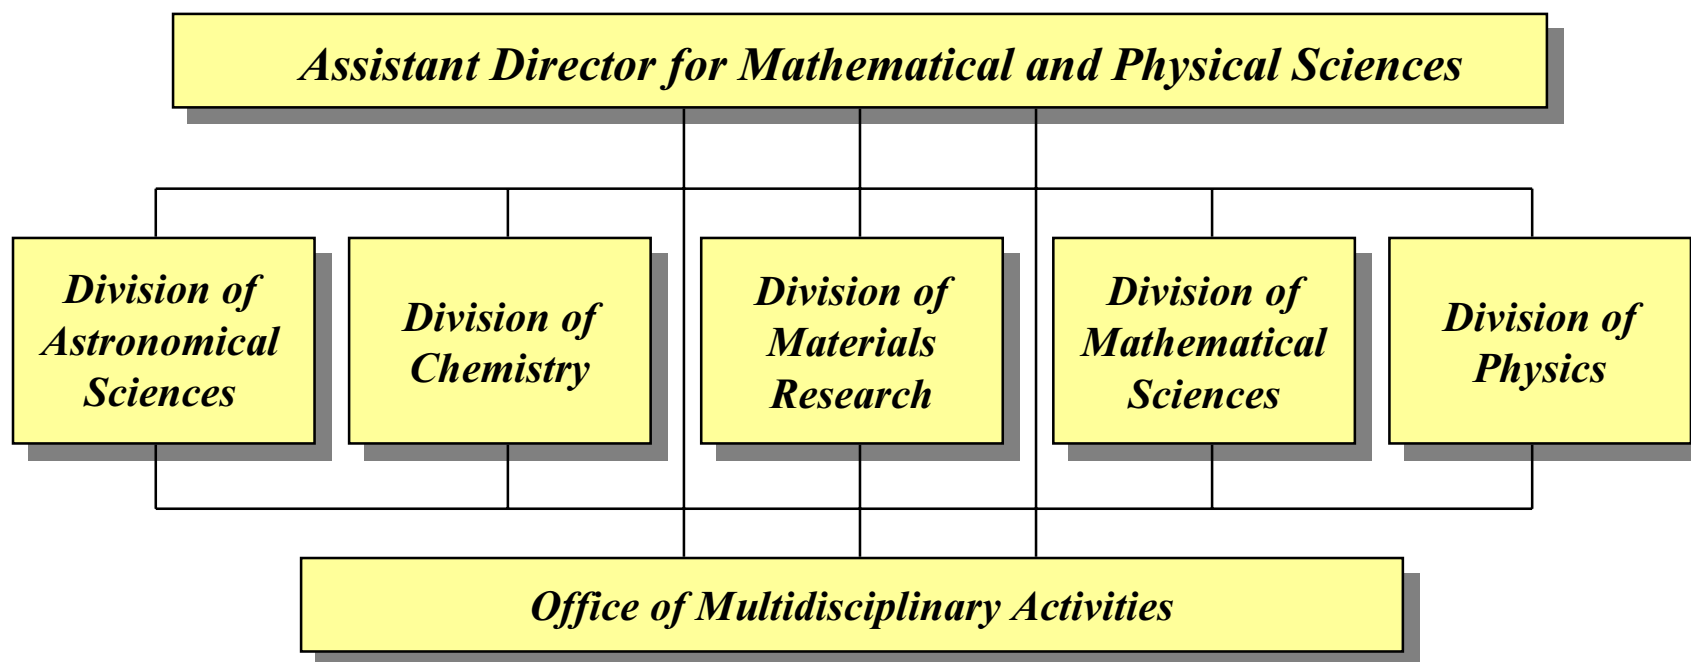 Assistant Director for Mathematical and Physical Sciences
Division of
Astronomical
Sciences
Division of
Chemistry
Division of
Materials
Research
Division of
Mathematical
Sciences
Division of
Physics
Office of Multidisciplinary Activities